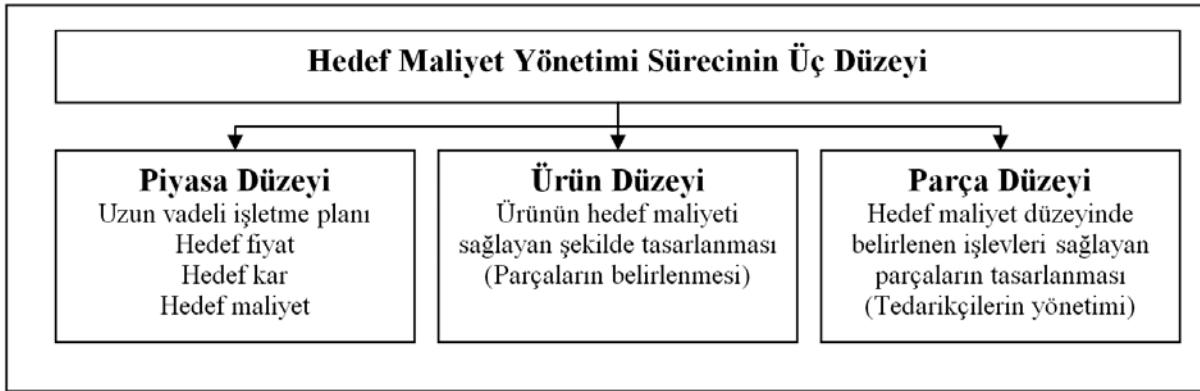 Hedef Maliyet Yönetimi Sürecinin Üç Düzeyi
Piyasa Düzeyi
Uzun vadeli işletme planı
Hedef fiyat
Hedef kar
Hedef maliyet
Ürün Düzeyi
Ürünün hedef maliyeti
sağlayan şekilde tasarlanması
(Parçaların belirlenmesi)
Parça Düzeyi
Hedef maliyet düzeyinde
belirlenen işlevleri sağlayan
parçaların tasarlanması
(Tedarikçilerin yönetimi)